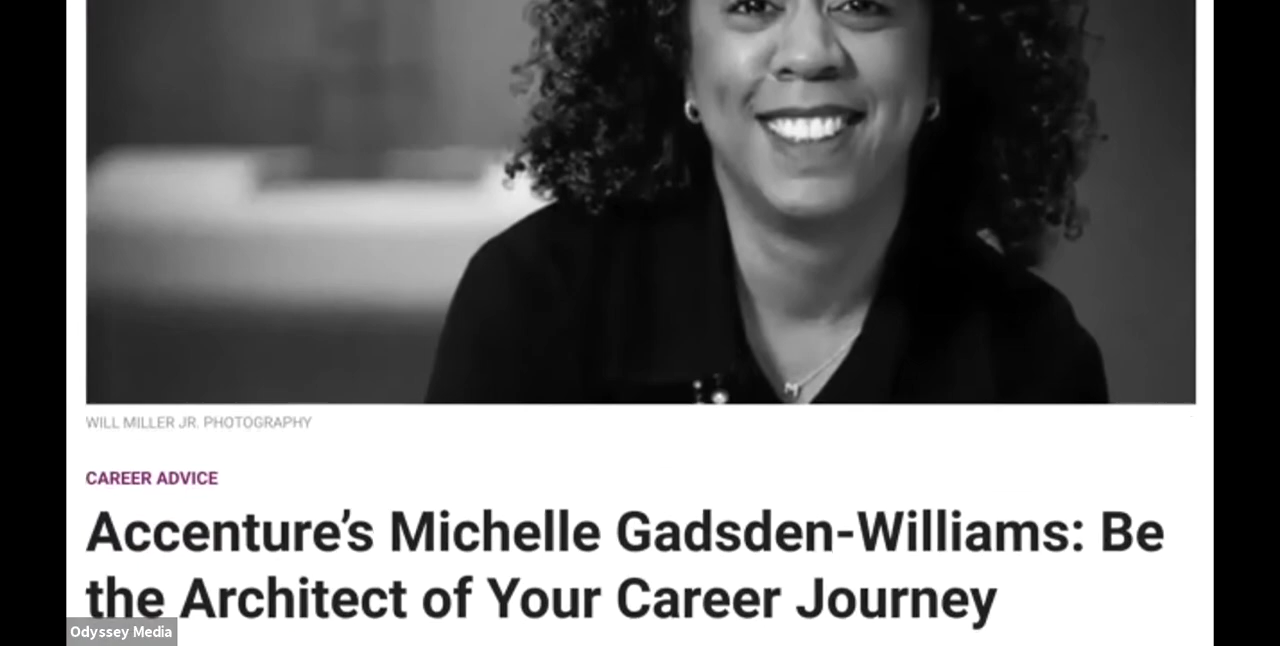 WILL MILLER JR. PHOTOGRAPHY
CAREER ADVICE
Accenture’s Michelle Gadsden-Williams: Be
the Architect of Your Career Journey
Odyssey Media